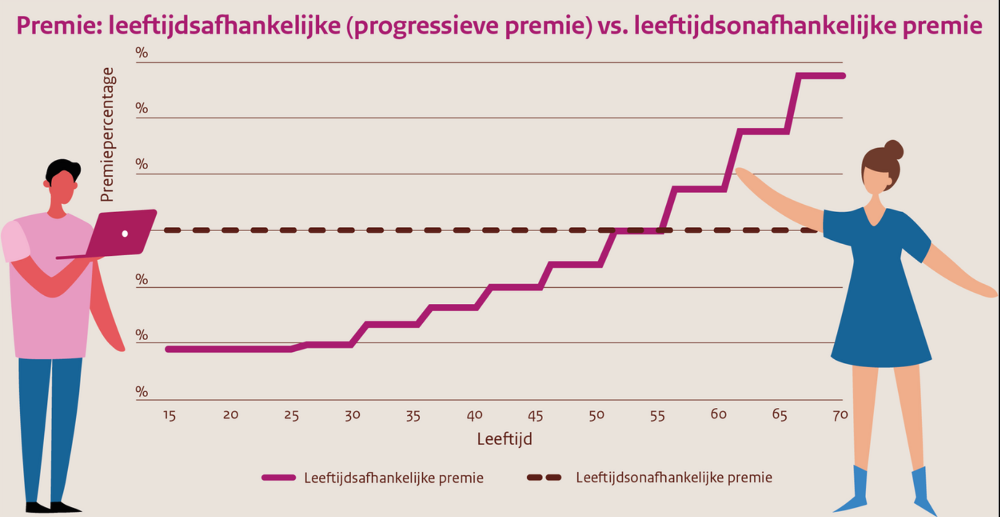 Premie: leeftijdsafhankelijke (progressieve premie) vs. leeftijdsonafhankelijke premie
Premiepercentage
%
%
%
%
%
%
15 20 25 30 35 40 45 50 55 60 65 70
Leeftijd
Leeftijdsafhankelijke premie
Leeftijdsonafhankelijke premie